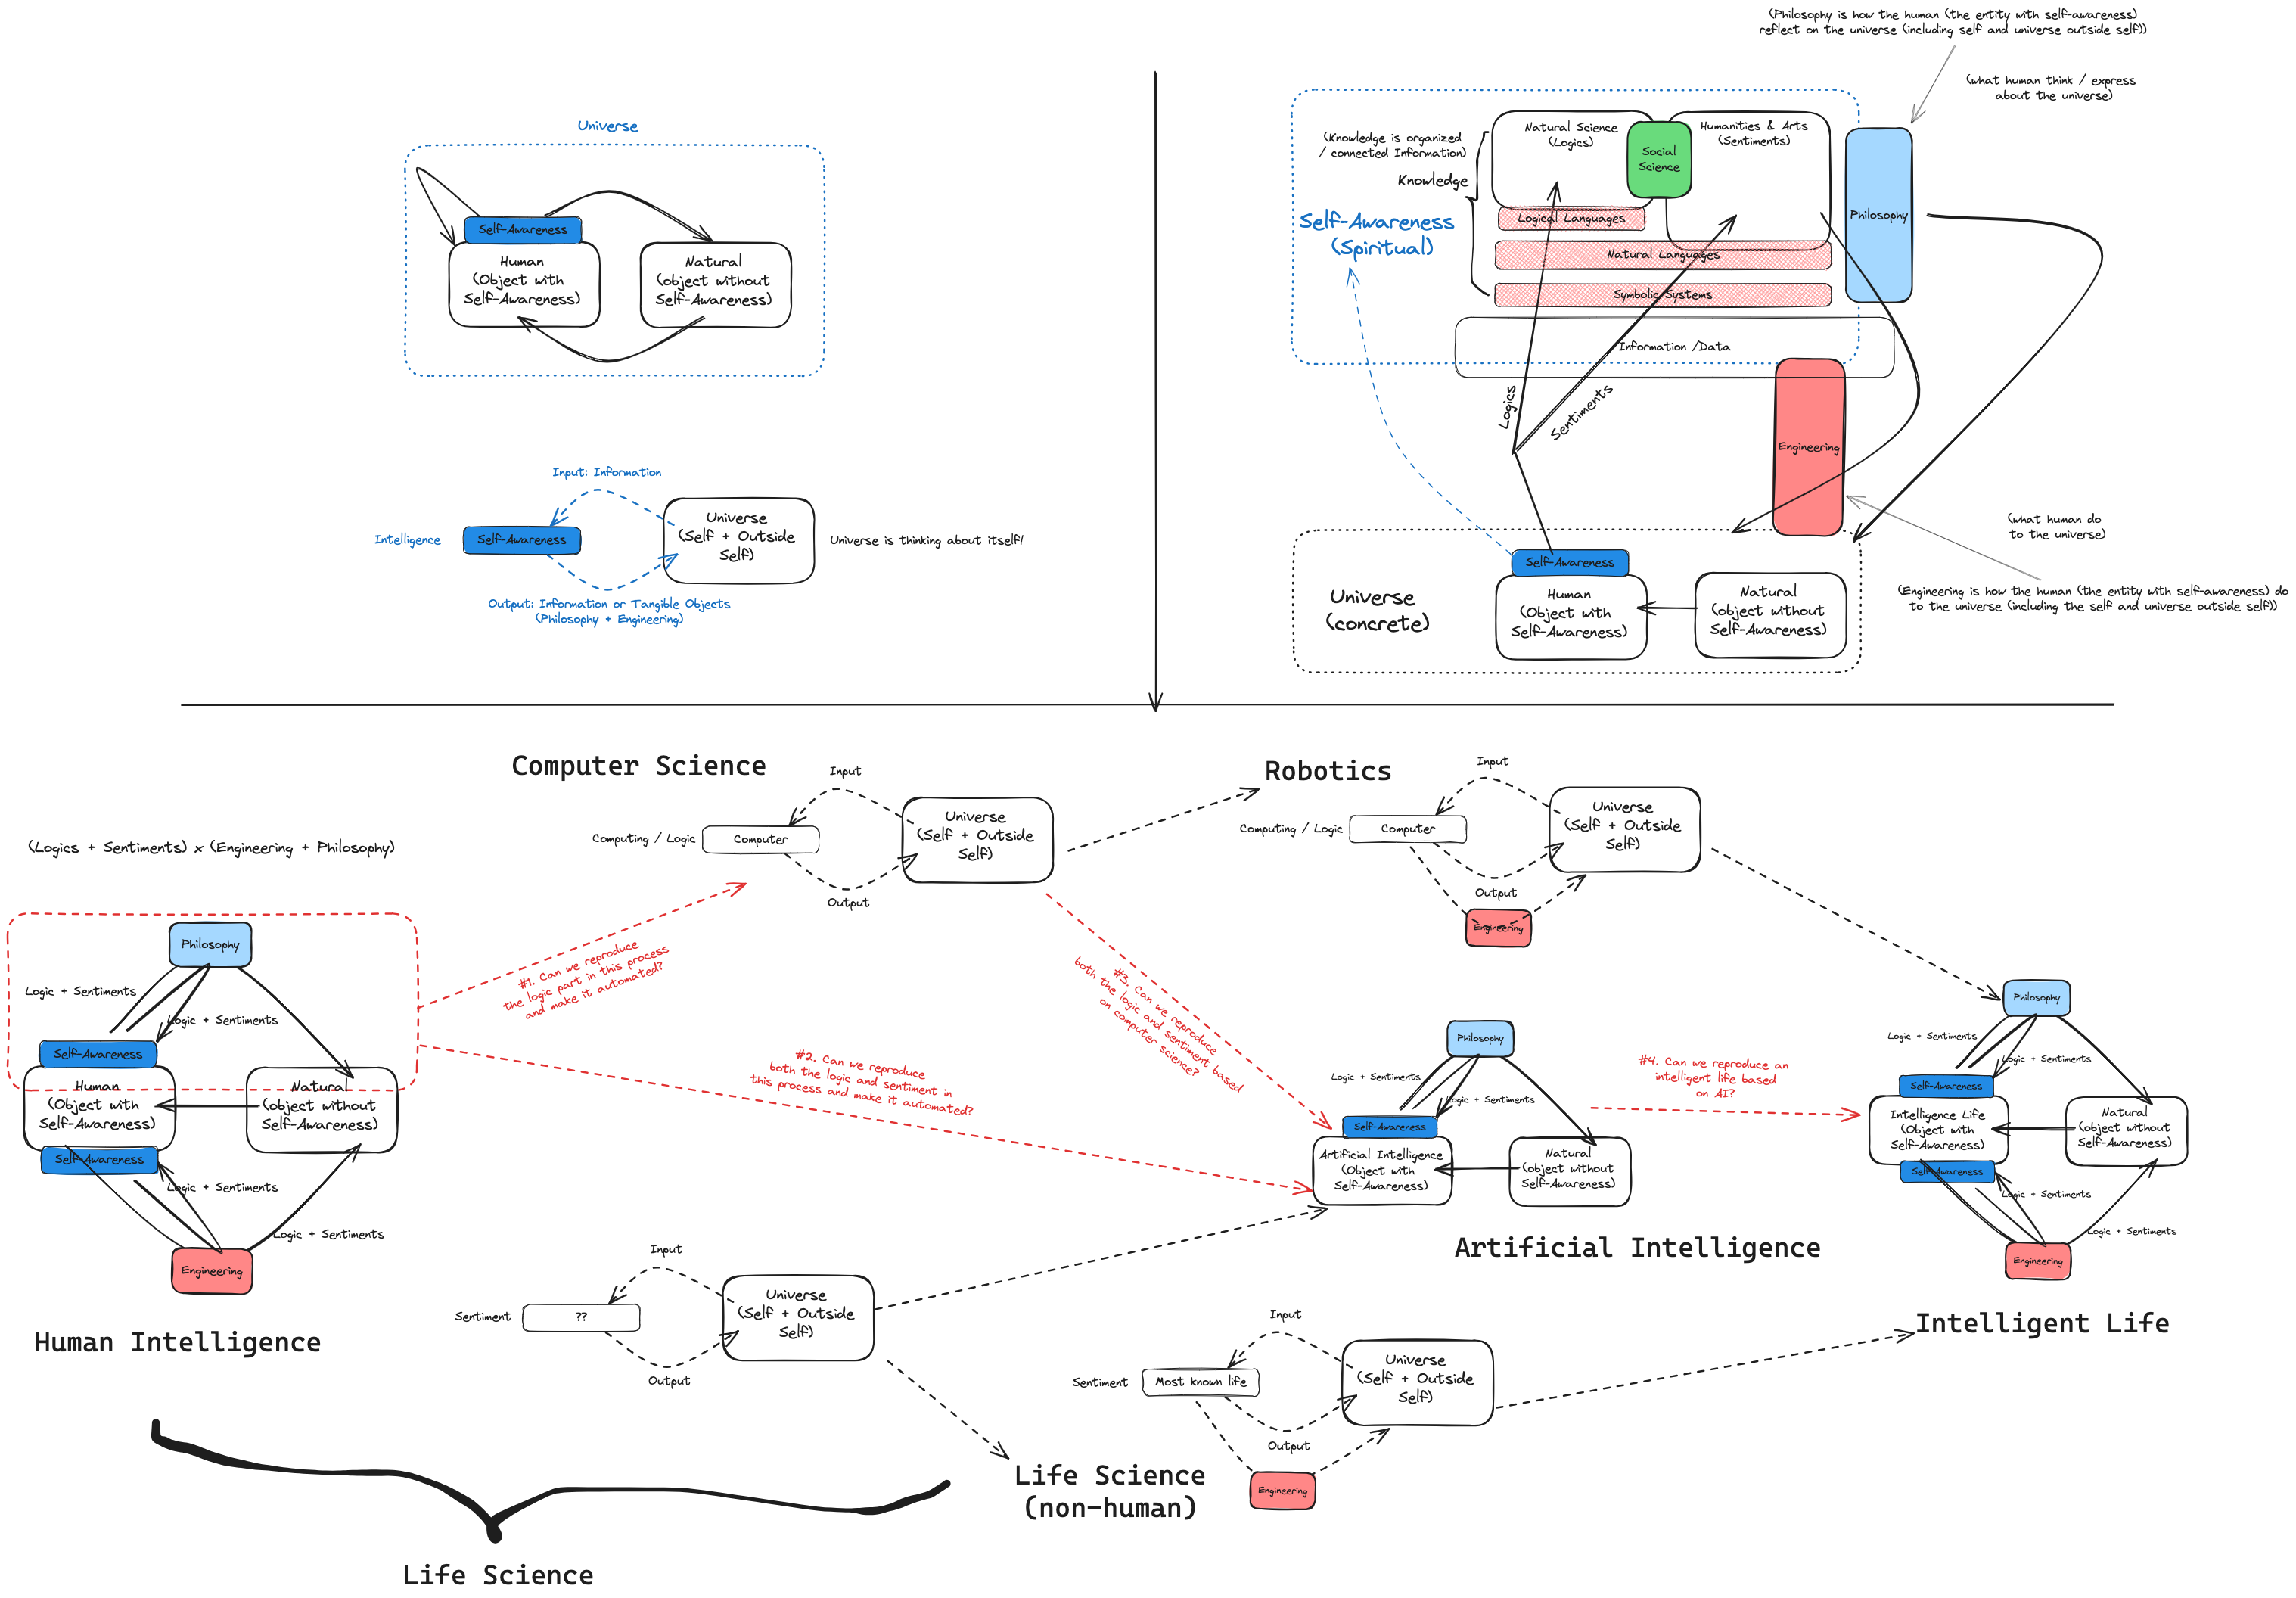 Universe
Self-Awareness
Human
(Object with
Self-Awareness)
Natural
(object without
Self-Awareness)
Input: Information
Intelligence
Self-Awareness
Universe
(Self + Outside
Self)
Universe is thinking about itself!
Output: Information or Tangible Objects
(Philosophy + Engineering)
(Philosophy is how the human (the entity with self-awareness)
reflect on the universe (including self and universe outside self))
(what human think / express
about the universe)
(Knowledge is organized
/ connected Information)
Knowledge
Natural Science
(Logics)
Social
Science
Humanities & Arts
(Sentiments)
Philosophy
Self-Awareness
(Spiritual)
Logical Languages
Natural Languages
Symbolic Systems
Information /Data
Logics
Sentiments
Engineering
(what human do
to the universe)
(Engineering is how the human (the entity with self-awareness) do
to the universe (including the self and universe outside self))
Universe
(concrete)
Self-Awareness
Human
(Object with
Self-Awareness)
Natural
(object without
Self-Awareness)
Computer Science
Input
Computing / Logic
Computer
Universe
(Self + Outside
Self)
Output
Robotics
Input
Computing / Logic
Computer
Universe
(Self + Outside
Self)
Output
Engineering
(Logics + Sentiments) x (Engineering + Philosophy)
Philosophy
Logic + Sentiments
Logic + Sentiments
Self-Awareness
Human
(Object with
Self-Awareness)
Natural
(object without
Self-Awareness)
Self-Awareness
Logic + Sentiments
Logic + Sentiments
Engineering
Human Intelligence
#1. Can we reproduce
the logic part in this process
and make it automated?
#2. Can we reproduce
both the logic and sentiment in
this process and make it automated?
#3. Can we reproduce
both the logic and sentiment based
on computer science?
Philosophy
Logic + Sentiments
Logic + Sentiments
Self-Awareness
Artificial Intelligence
(Object with
Self-Awareness)
Natural
(object without
Self-Awareness)
Artificial Intelligence
#4. Can we reproduce an
intelligent life based
on AI?
Philosophy
Logic + Sentiments
Logic + Sentiments
Self-Awareness
Intelligence Life
(Object with
Self-Awareness)
Natural
(object without
Self-Awareness)
Self-Awareness
Logic + Sentiments
Logic + Sentiments
Engineering
Intelligent Life
Input
Sentiment
??
Universe
(Self + Outside
Self)
Output
Input
Sentiment
Most known life
Universe
(Self + Outside
Self)
Output
Engineering
Life Science
(non-human)
Life Science